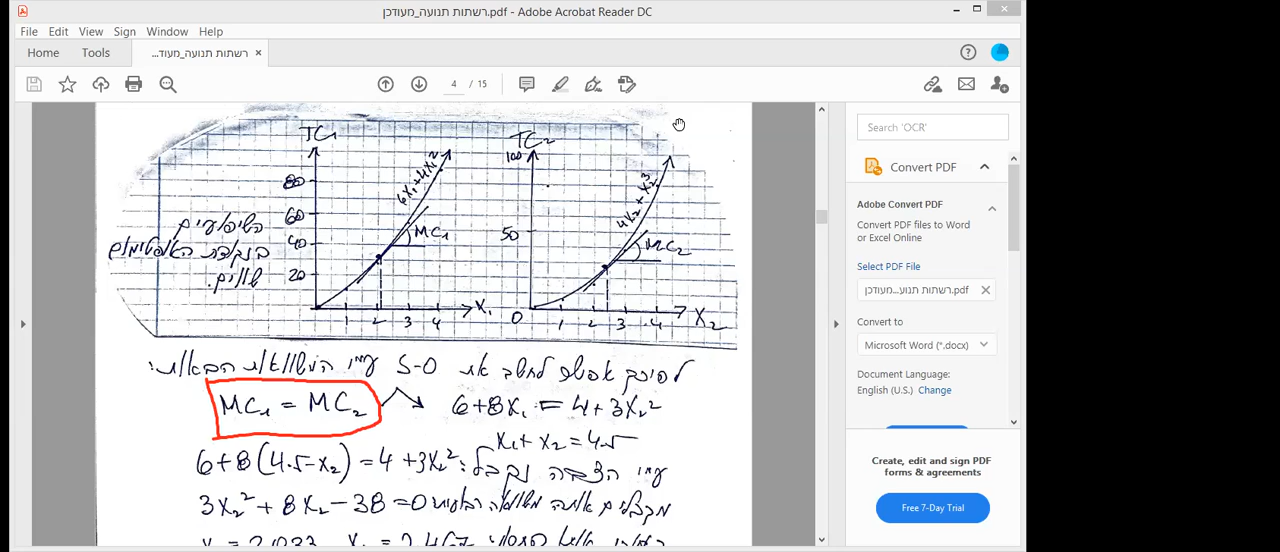 רשתות תנועה_מעודכן.pdf - Adobe Acrobat Reader DC
File Edit View Sign Window Help
Home Tools רשתות תנועה_מעוד... ×
4 / 15
Search 'OCR'
Convert PDF
Adobe Convert PDF
Convert PDF files to Word
or Excel Online
Select PDF File
רשתות תנוע...מעודכן.pdf
Convert to
Microsoft Word (*.docx)
Document Language:
English (U.S.) Change
Create, edit and sign PDF
forms & agreements
Free 7-Day Trial
TC₁
80
60
40
20
6X₁+4X₁²
MC₁
1 2 3 4 X₁
השיפועים
בנקודת האופטימום
שווים.
TC₂
100
50
4X₂+X₂³
MC₂
0 1 2 3 4 X₂
לפיכך אפשר לחשב את S-O ע"י המשוואות הבאות:
MC₁ = MC₂ 6+8X₁ = 4+3X₂²
X₁+X₂=4.5
6+8(4.5-X₂)=4+3X₂² ע"י הצבה נקבל:
3X₂²+8X₂-38=0 מקבלים אותה משוואה ריבועית